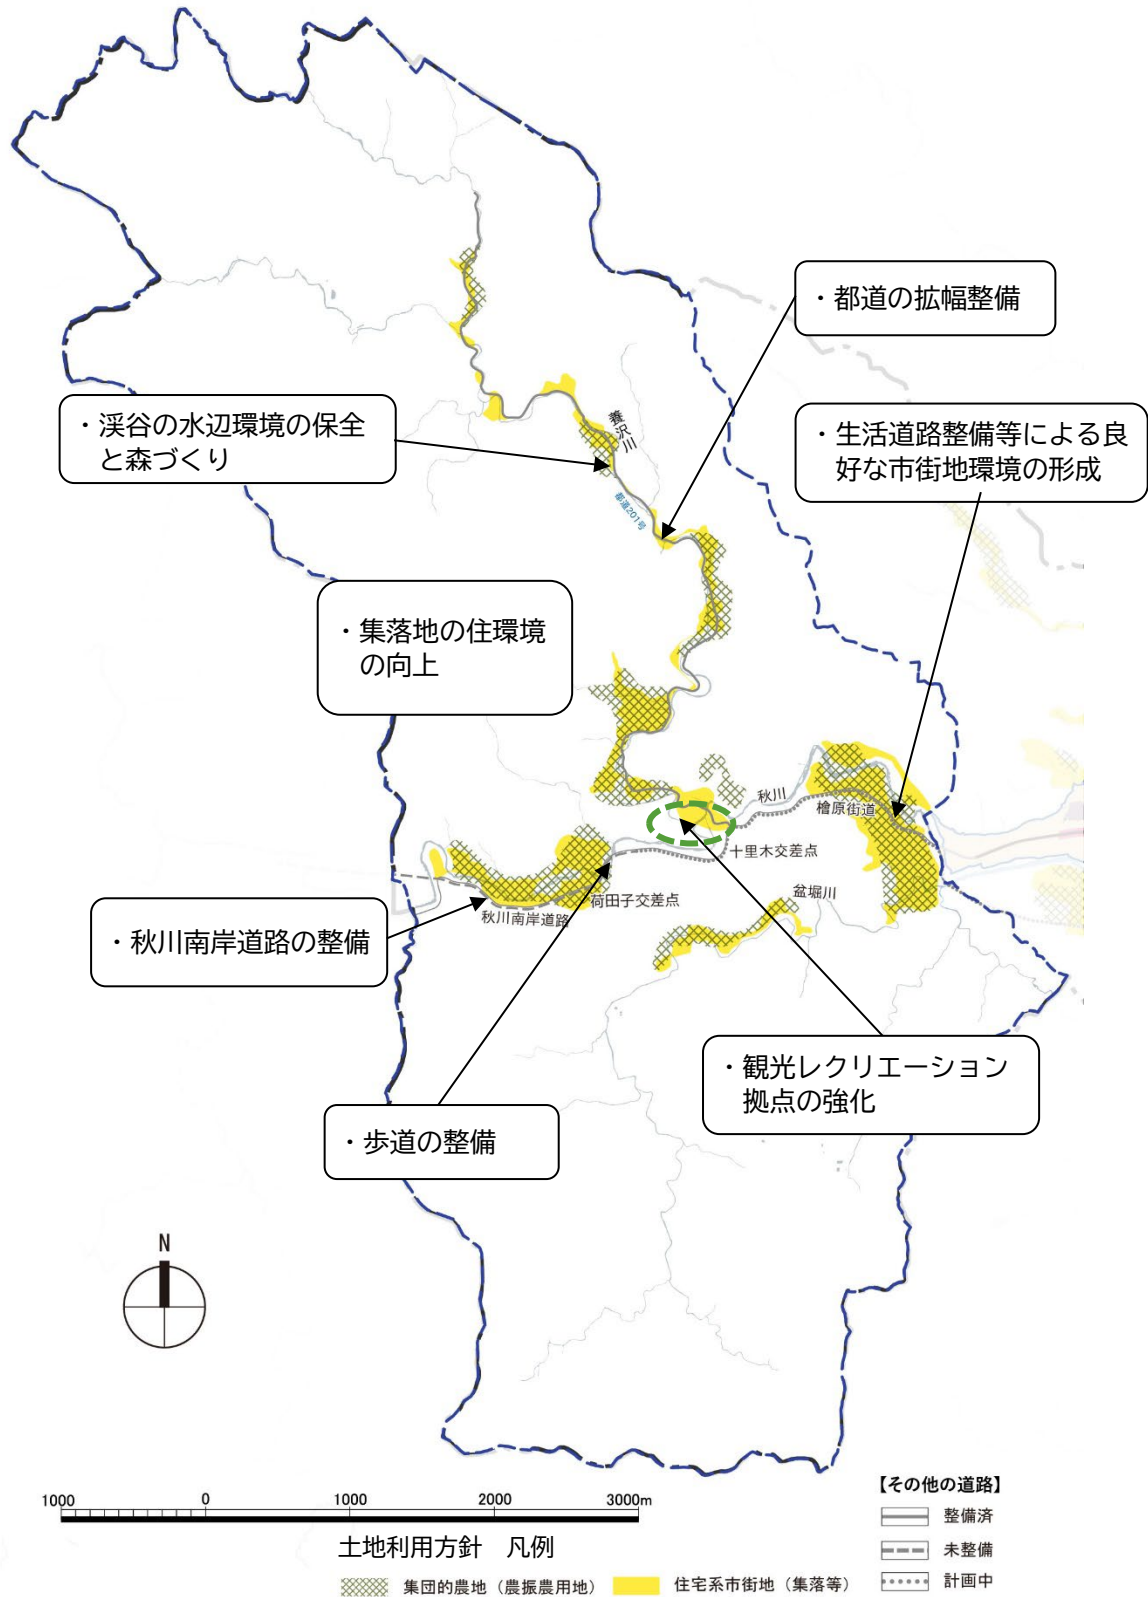 ・都道の拡幅整備
・渓谷の水辺環境の保全
と森づくり
・生活道路整備等による良
好な市街地環境の形成
養沢川
都道201号
・集落地の住環境
の向上
秋川
檜原街道
十里木交差点
盆堀川
荷田子交差点
秋川南岸道路
・秋川南岸道路の整備
・観光レクリエーション
拠点の強化
・歩道の整備
N
1000 0 1000 2000 3000m
土地利用方針 凡例
集団的農地（農振農用地）
住宅系市街地（集落等）
【その他の道路】
整備済
未整備
計画中